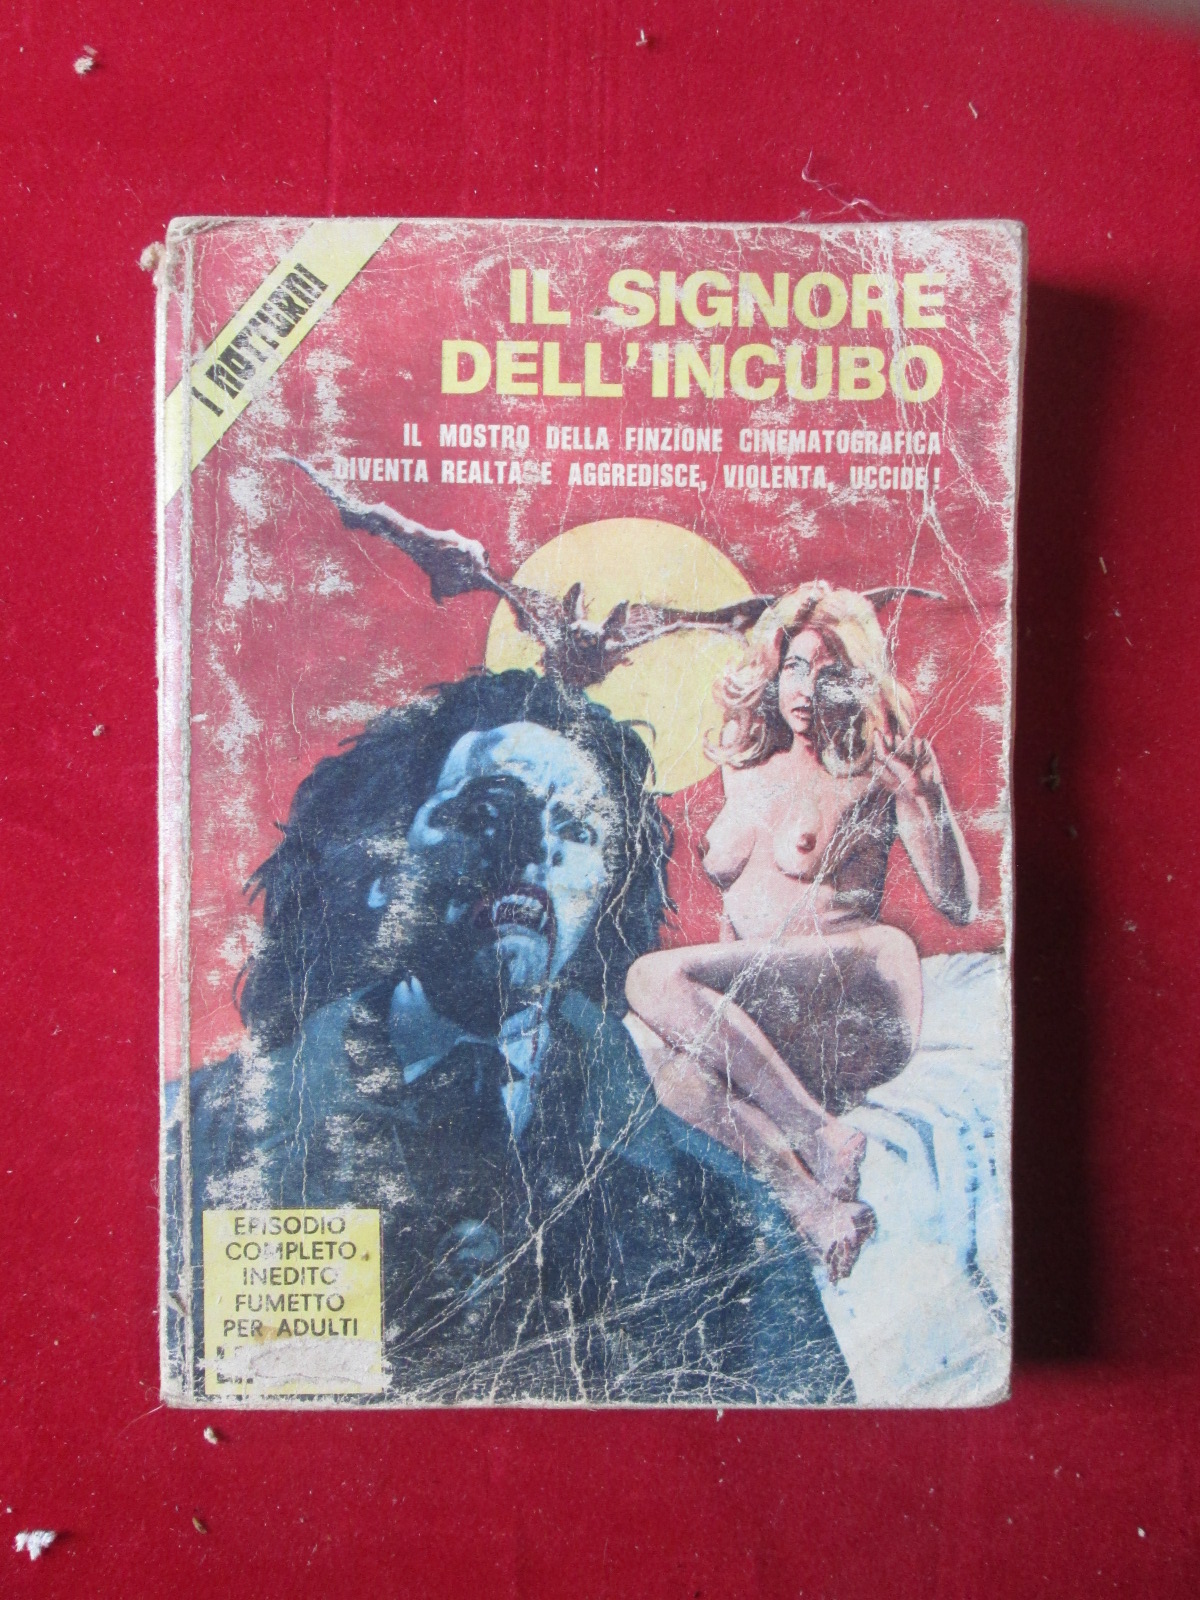 I NOTTURNI
IL SIGNORE
DELL'INCUBO
IL MOSTRO DELLA FINZIONE CINEMATOGRAFICA
DIVENTA REALTA' E AGGREDISCE, VIOLENTA, UCCIDE!
EPISODIO
COMPLETO
INEDITO
FUMETTO
PER ADULTI